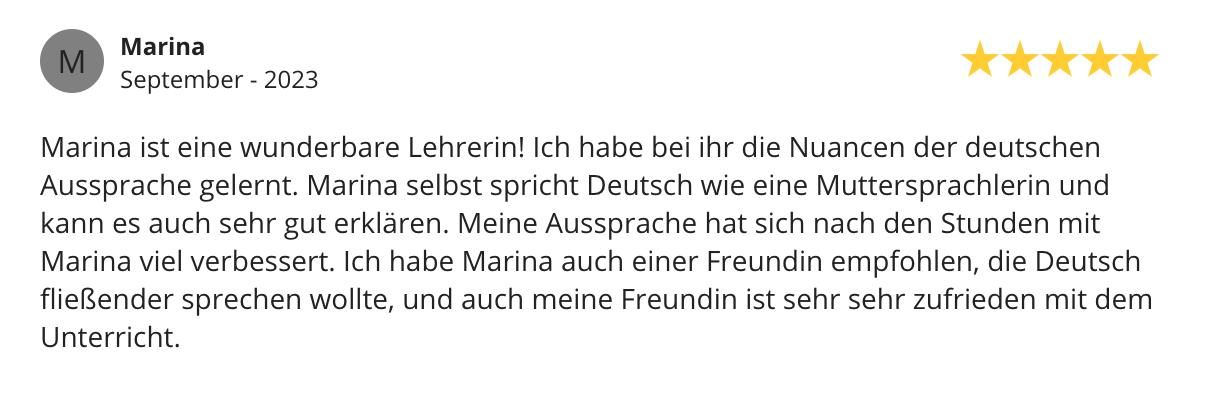 M
Marina
September - 2023
Marina ist eine wunderbare Lehrerin! Ich habe bei ihr die Nuancen der deutschen
Aussprache gelernt. Marina selbst spricht Deutsch wie eine Muttersprachlerin und
kann es auch sehr gut erklären. Meine Aussprache hat sich nach den Stunden mit
Marina viel verbessert. Ich habe Marina auch einer Freundin empfohlen, die Deutsch
fließender sprechen wollte, und auch meine Freundin ist sehr sehr zufrieden mit dem
Unterricht.